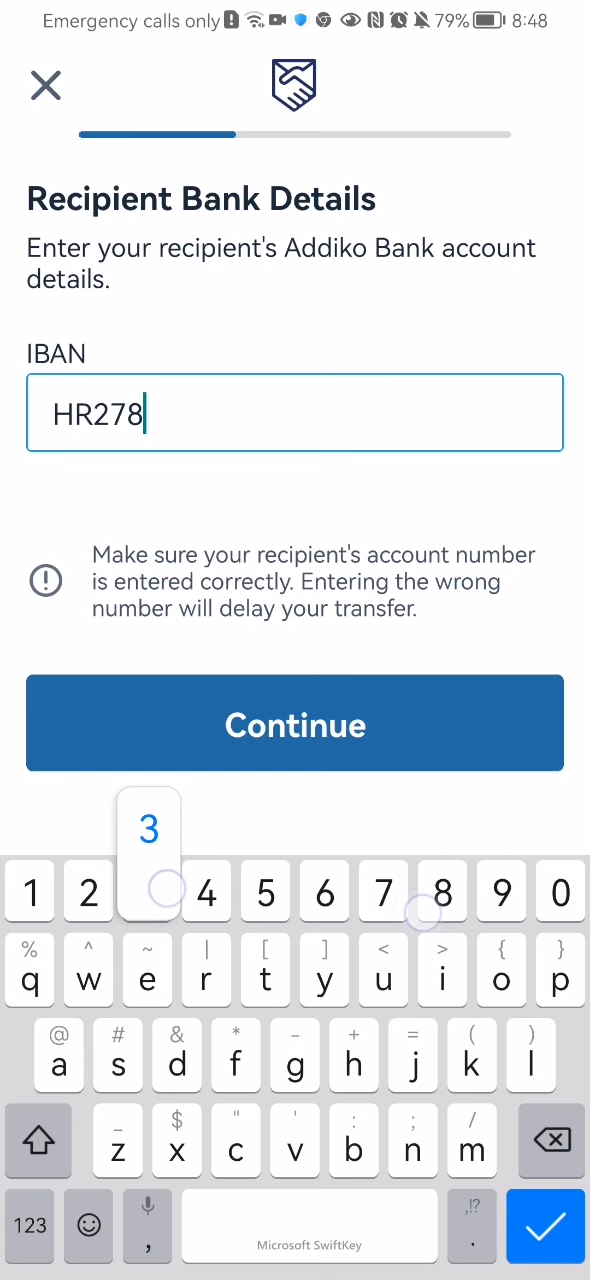 Emergency calls only 79% 8:48
Recipient Bank Details
Enter your recipient's Addiko Bank account
details.
IBAN
HR278
Make sure your recipient's account number
is entered correctly. Entering the wrong
number will delay your transfer.
Continue
3
1 2 4 5 6 7 8 9 0
% ^ ~ | [ ] < > { }
q w e r t y u i o p
@ # & * - + = ( )
a s d f g h j k l
_ $ " ' : ; /
z x c v b n m
123 , Microsoft SwiftKey ,!? .